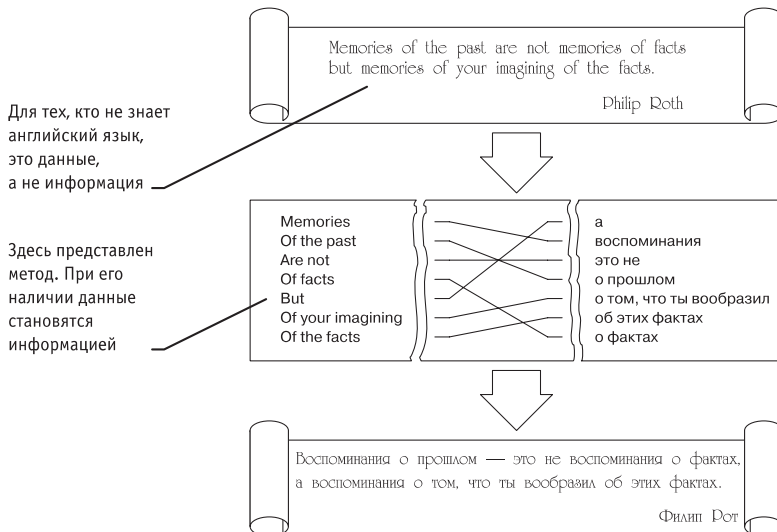 Memories of the past are not memories of facts
but memories of your imagining of the facts.
Philip Roth
Для тех, кто не знает
английский язык,
это данные,
а не информация
Здесь представлен
метод. При его
наличии данные
становятся
информацией
Memories
Of the past
Are not
Of facts
But
Of your imagining
Of the facts
а
воспоминания
это не
о прошлом
о том, что ты вообразил
об этих фактах
о фактах
Воспоминания о прошлом — это не воспоминания о фактах,
а воспоминания о том, что ты вообразил об этих фактах.
Филип Рот